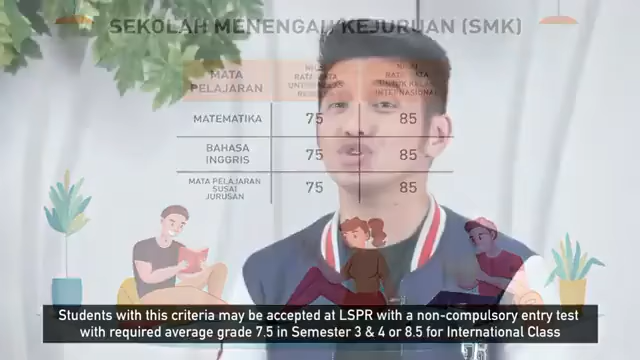 SEKOLAH MENENGAH KEJURUAN (SMK)
MATA
PELAJARAN
MATEMATIKA 75 85
BAHASA
INGGRIS 75 85
MATA PELAJARAN
SUSAI
JURUSAN 75 85
INTERNASIONAL
Students with this criteria may be accepted at LSPR with a non-compulsory entry test
with required average grade 7.5 in Semester 3 & 4 or 8.5 for International Class